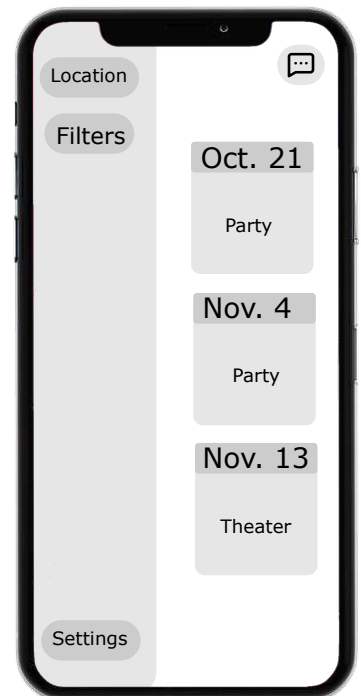 Location
Filters
Oct. 21
Party
Nov. 4
Party
Nov. 13
Theater
Settings